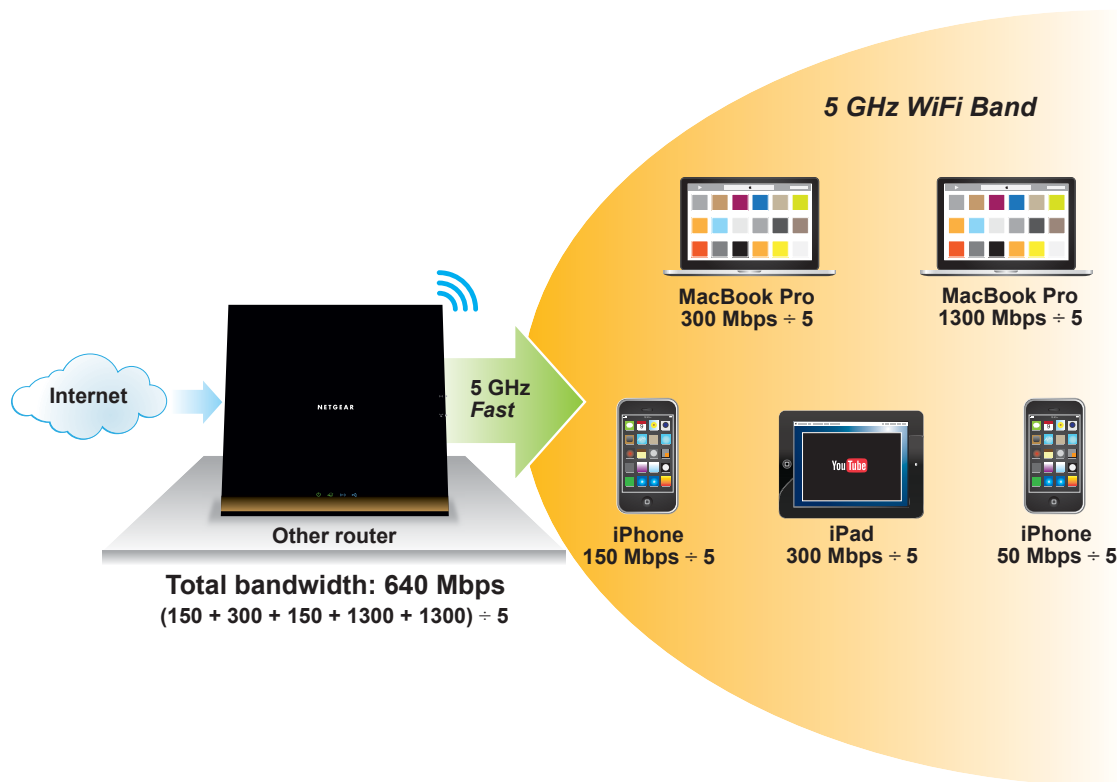 5 GHz WiFi Band
MacBook Pro
300 Mbps ÷ 5
MacBook Pro
1300 Mbps ÷ 5
Internet
NETGEAR
5 GHz
Fast
YouTube
Other router
iPhone
150 Mbps ÷ 5
iPad
300 Mbps ÷ 5
iPhone
50 Mbps ÷ 5
Total bandwidth: 640 Mbps
(150 + 300 + 150 + 1300 + 1300) ÷ 5